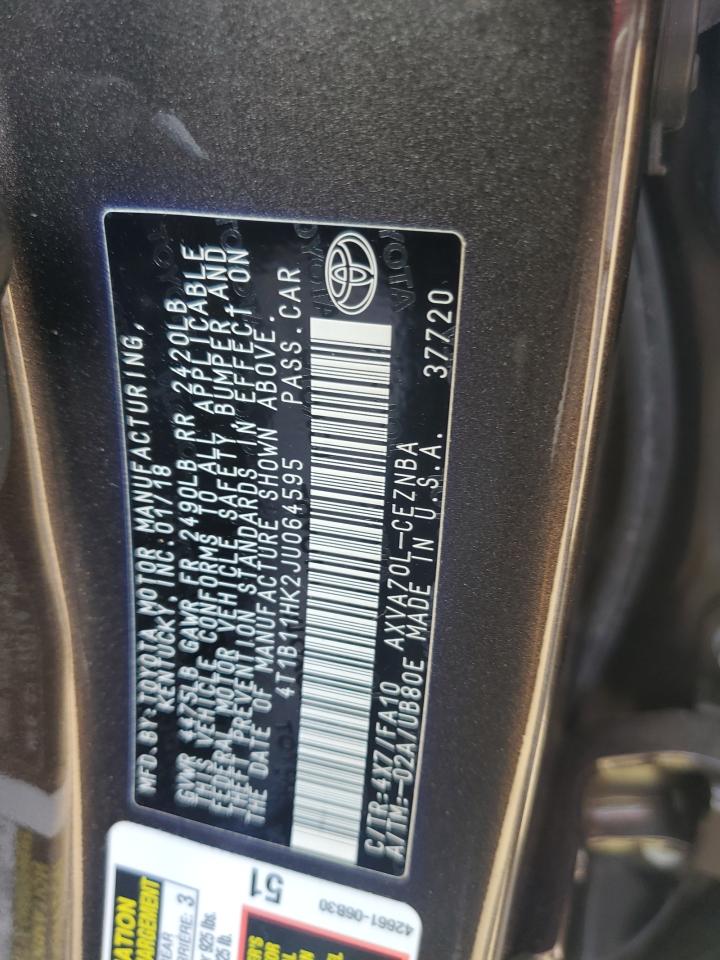 MFD.BY:TOYOTA MOTOR MANUFACTURING,
KENTUCKY, INC. 01/18
GVWR 4475LB GAWR FR 2490LB RR 2420LB
THIS VEHICLE CONFORMS TO ALL APPLICABLE
FEDERAL MOTOR VEHICLE SAFETY, BUMPER AND
THEFT PREVENTION STANDARDS IN EFFECT ON
THE DATE OF MANUFACTURE SHOWN ABOVE.
4T1B11HK2JU064595 PASS.CAR
C/TR:4X7/FA10 AXVA70L-CEZNBA
A/TM:-02A/UB80E MADE IN U.S.A. 37720
51
42661-06B30
3
25 lb.